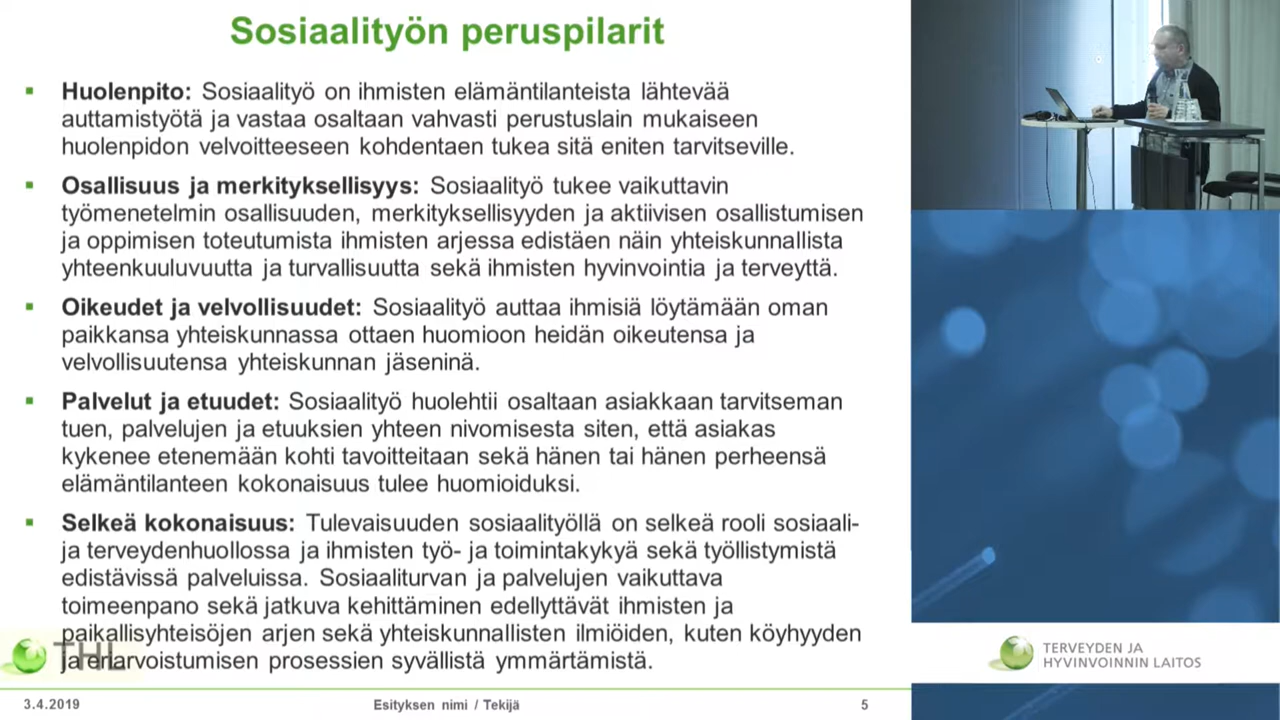 Sosiaalityön peruspilarit
▪ Huolenpito: Sosiaalityö on ihmisten elämäntilanteista lähtevää
auttamistyötä ja vastaa osaltaan vahvasti perustuslain mukaiseen
huolenpidon velvoitteeseen kohdentaen tukea sitä eniten tarvitseville.
▪ Osallisuus ja merkityksellisyys: Sosiaalityö tukee vaikuttavin
työmenetelmin osallisuuden, merkityksellisyyden ja aktiivisen osallistumisen
ja oppimisen toteutumista ihmisten arjessa edistäen näin yhteiskunnallista
yhteenkuuluvuutta ja turvallisuutta sekä ihmisten hyvinvointia ja terveyttä.
▪ Oikeudet ja velvollisuudet: Sosiaalityö auttaa ihmisiä löytämään oman
paikkansa yhteiskunnassa ottaen huomioon heidän oikeutensa ja
velvollisuutensa yhteiskunnan jäseninä.
▪ Palvelut ja etuudet: Sosiaalityö huolehtii osaltaan asiakkaan tarvitseman
tuen, palvelujen ja etuuksien yhteen nivomisesta siten, että asiakas
kykenee etenemään kohti tavoitteitaan sekä hänen tai hänen perheensä
elämäntilanteen kokonaisuus tulee huomioiduksi.
▪ Selkeä kokonaisuus: Tulevaisuuden sosiaalityöllä on selkeä rooli sosiaali-
ja terveydenhuollossa ja ihmisten työ- ja toimintakykyä sekä työllistymistä
edistävissä palveluissa. Sosiaaliturvan ja palvelujen vaikuttava
toimeenpano sekä jatkuva kehittäminen edellyttävät ihmisten ja
paikallisyhteisöjen arjen sekä yhteiskunnallisten ilmiöiden, kuten köyhyyden
ja eriarvoistumisen prosessien syvällistä ymmärtämistä.
THL
3.4.2019
Esityksen nimi / Tekijä
5
TERVEYDEN JA
HYVINVOINNIN LAITOS